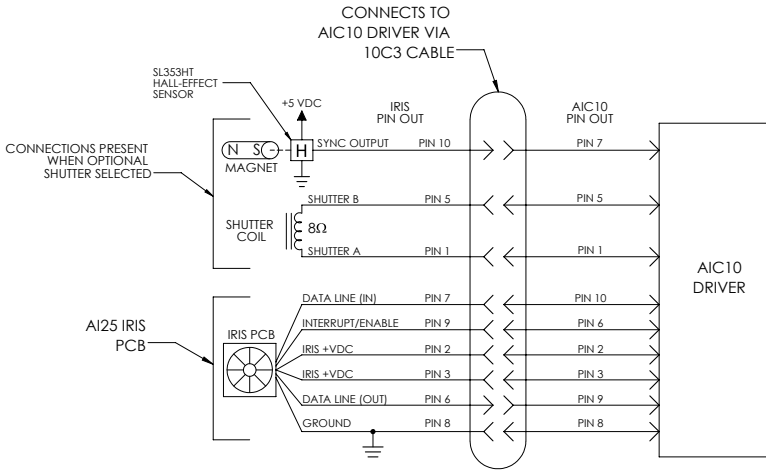 CONNECTS TO
AIC10 DRIVER VIA
10C3 CABLE
SL353HT
HALL-EFFECT
SENSOR
+5 VDC
IRIS
PIN OUT
AIC10
PIN OUT
CONNECTIONS PRESENT
WHEN OPTIONAL
SHUTTER SELECTED
N S
MAGNET
H
SYNC OUTPUT PIN 10 PIN 7
SHUTTER B PIN 5 PIN 5
SHUTTER
COIL
8Ω
SHUTTER A PIN 1 PIN 1
AIC10
DRIVER
AI25 IRIS
PCB
IRIS PCB
DATA LINE (IN) PIN 7 PIN 10
INTERRUPT/ENABLE PIN 9 PIN 6
IRIS +VDC PIN 2 PIN 2
IRIS +VDC PIN 3 PIN 3
DATA LINE (OUT) PIN 6 PIN 9
GROUND PIN 8 PIN 8